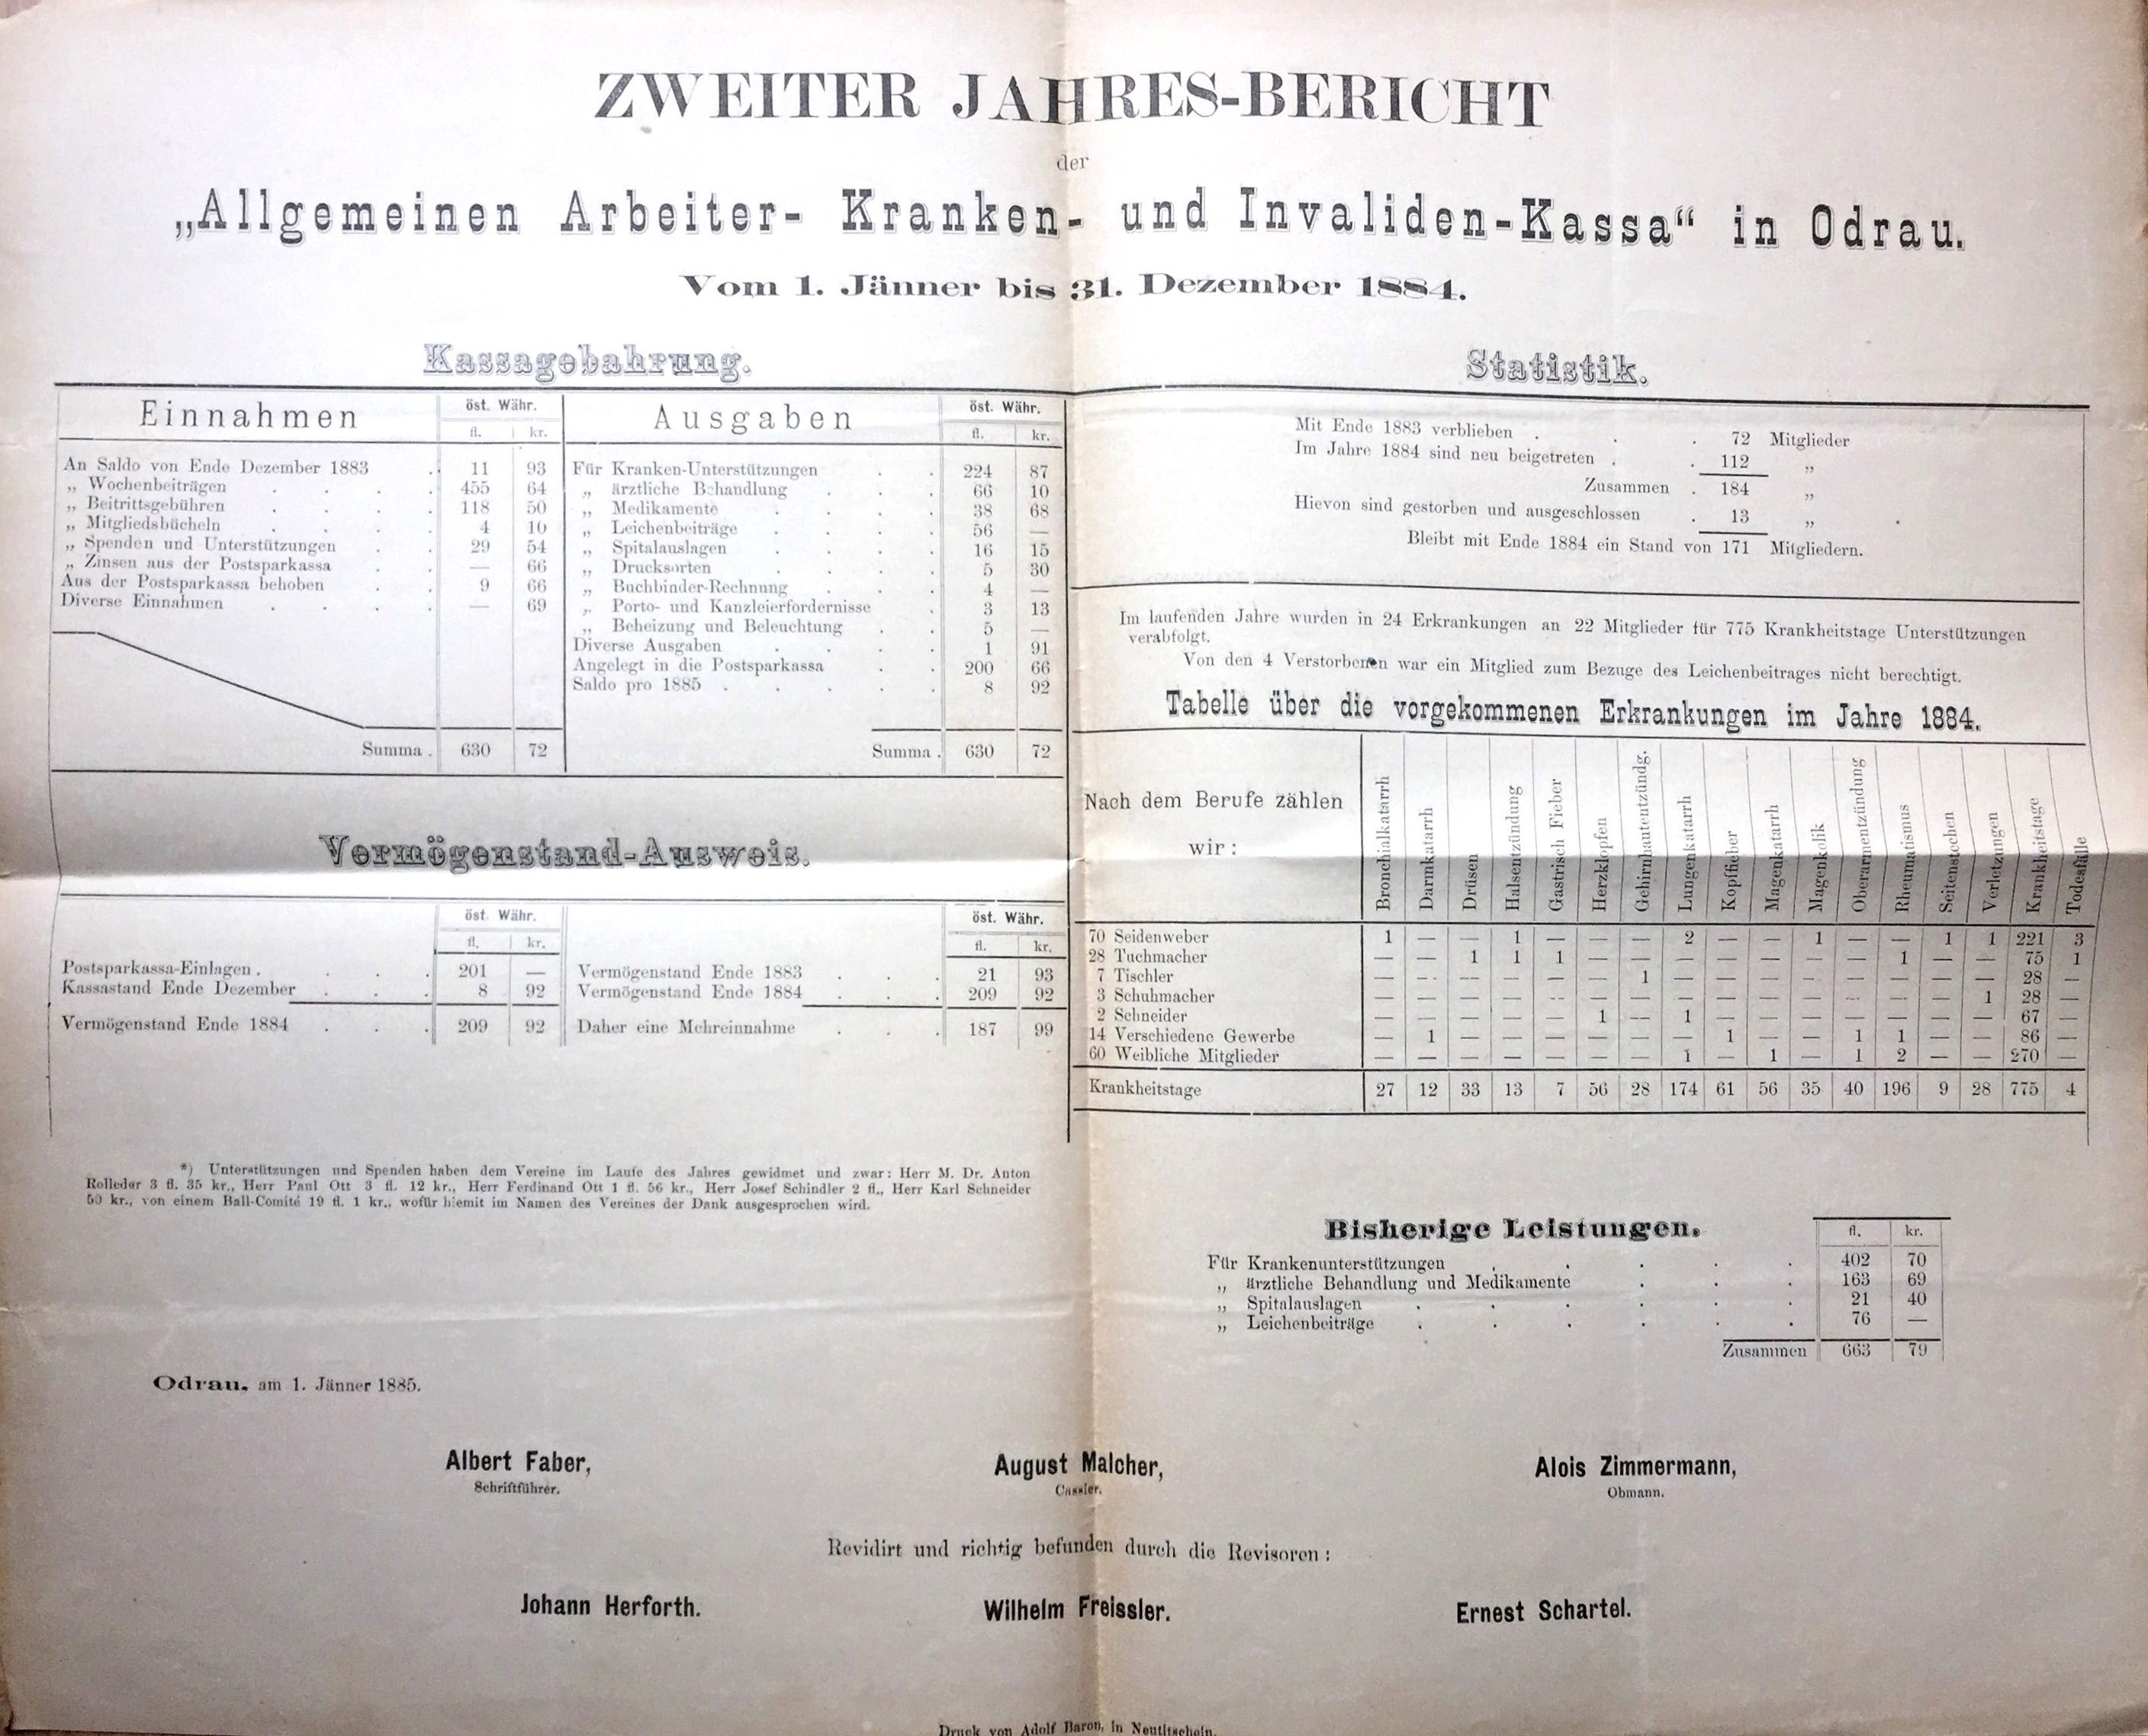 ZWEITER JAHRES-BERICHT
der
„Allgemeinen Arbeiter- Kranken- und Invaliden-Kassa“ in Odrau.
Vom 1. Jänner bis 31. Dezember 1884.
Kassagebahrung.
Einnahmen öst. Währ. Ausgaben öst. Währ.
fl. kr. fl. kr.
An Saldo von Ende Dezember 1883 . 11 93 Für Kranken-Unterstützungen . . 224 87
„ Wochenbeiträgen . . . . 455 64 „ ärztliche Behandlung . . . 66 10
„ Beitrittsgebühren . . . . 118 50 „ Medikamente . . . . 38 68
„ Mitgliedsbücheln . . . . 4 10 „ Leichenbeiträge . . . . 56 —
„ Spenden und Unterstützungen . . 29 54 „ Spitalauslagen . . . . 16 15
„ Zinsen aus der Postsparkassa . . — 66 „ Drucksorten . . . . 5 30
Aus der Postsparkassa behoben . . 9 66 „ Buchbinder-Rechnung . . . 4 —
Diverse Einnahmen . . . . — 69 „ Porto- und Kanzleierfordernisse . 3 13
„ Beheizung und Beleuchtung . . 5 —
Diverse Ausgaben . . . . 1 91
Angelegt in die Postsparkassa . . 200 66
Saldo pro 1885 . . . . . 8 92
Summa . 630 72 Summa . 630 72
Vermögenstand-Ausweis.
öst. Währ. öst. Währ.
fl. kr. fl. kr.
Postsparkassa-Einlagen . . . . 201 — Vermögenstand Ende 1883 . . . 21 93
Kassastand Ende Dezember . . . 8 92 Vermögenstand Ende 1884 . . . 209 92
Vermögenstand Ende 1884 . . . 209 92 Daher eine Mehreinnahme . . . 187 99
*) Unterstützungen und Spenden haben dem Vereine im Laufe des Jahres gewidmet und zwar: Herr M. Dr. Anton
Rolleder 3 fl. 35 kr., Herr Paul Ott 3 fl. 12 kr., Herr Ferdinand Ott 1 fl. 56 kr., Herr Josef Schindler 2 fl., Herr Karl Schneider
50 kr., von einem Ball-Comité 19 fl. 1 kr., wofür hiemit im Namen des Vereines der Dank ausgesprochen wird.
Statistik.
Mit Ende 1883 verblieben . . . 72 Mitglieder
Im Jahre 1884 sind neu beigetreten . . 112 „
Zusammen . 184 „
Hievon sind gestorben und ausgeschlossen . 13 „
Bleibt mit Ende 1884 ein Stand von 171 Mitgliedern.
Im laufenden Jahre wurden in 24 Erkrankungen an 22 Mitglieder für 775 Krankheitstage Unterstützungen
verabfolgt.
Von den 4 Verstorbenen war ein Mitglied zum Bezuge des Leichenbeitrages nicht berechtigt.
Tabelle über die vorgekommenen Erkrankungen im Jahre 1884.
Nach dem Berufe zählen wir: Bronchialkatarrh Darmkatarrh Drüsen Halsentzündung Gastrisch Fieber Herzklopfen Gehirnhautentzündg. Lungenkatarrh Kopffieber Magenkatarrh Magenkolik Oberarmentzündung Rheumatismus Seitenstechen Verletzungen Krankheitstage Todesfälle
70 Seidenweber 1 — — 1 — — — 2 — — 1 — — 1 1 221 3
28 Tuchmacher — — 1 1 1 — — — — — — — 1 — — 75 1
7 Tischler — — — — — — 1 — — — — — — — — 28 —
3 Schuhmacher — — — — — — — — — — — — — — 1 28 —
2 Schneider — — — — — 1 — 1 — — — — — — — 67 —
14 Verschiedene Gewerbe — 1 — — — — — — 1 — — 1 1 — — 86 —
60 Weibliche Mitglieder — — — — — — — 1 — 1 — 1 2 — — 270 —
Krankheitstage 27 12 33 13 7 56 28 174 61 56 35 40 196 9 28 775 4
Bisherige Leistungen. fl. kr.
Für Krankenunterstützungen . . . . . 402 70
„ ärztliche Behandlung und Medikamente . . . 163 69
„ Spitalauslagen . . . . . . 21 40
„ Leichenbeiträge . . . . . . 76 —
Zusammen 663 79
Odrau, am 1. Jänner 1885.
Albert Faber, August Malcher, Alois Zimmermann,
Schriftführer. Cassier. Obmann.
Revidirt und richtig befunden durch die Revisoren:
Johann Herforth. Wilhelm Freissler. Ernest Schartel.
Druck von Adolf Baron, in Neutitschein.